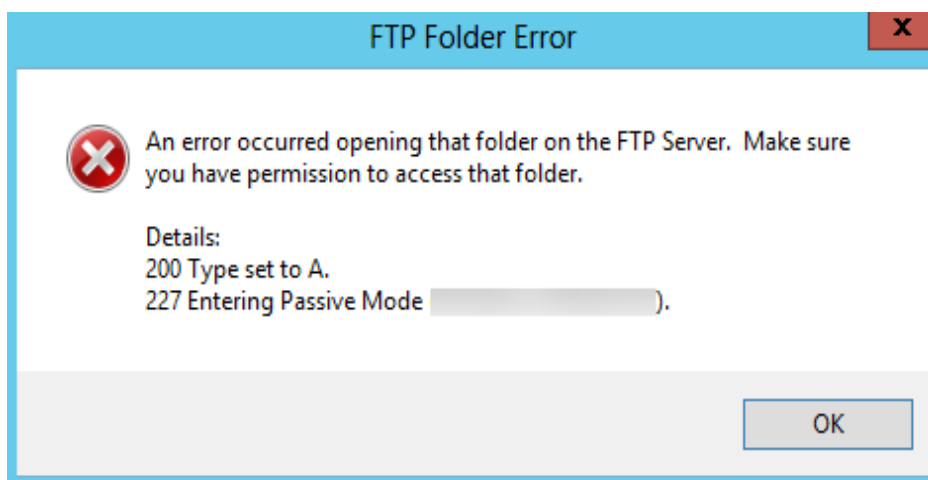 FTP Folder Error
x
An error occurred opening that folder on the FTP Server. Make sure
you have permission to access that folder.
Details:
200 Type set to A.
227 Entering Passive Mode ).
OK